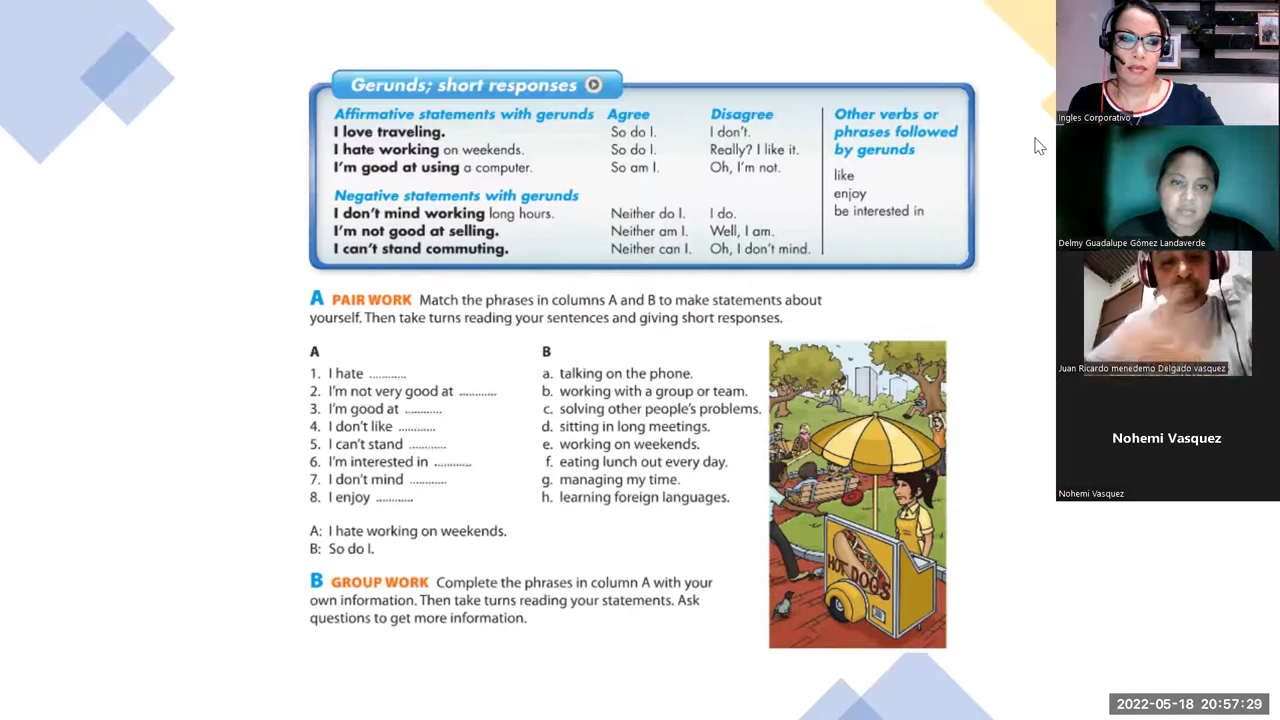 Gerunds; short responses
Affirmative statements with gerunds Agree Disagree
I love traveling. So do I. I don't.
I hate working on weekends. So do I. Really? I like it.
I'm good at using a computer. So am I. Oh, I'm not.
Negative statements with gerunds
I don't mind working long hours. Neither do I. I do.
I'm not good at selling. Neither am I. Well, I am.
I can't stand commuting. Neither can I. Oh, I don't mind.
Other verbs or
phrases followed
by gerunds
like
enjoy
be interested in
A PAIR WORK Match the phrases in columns A and B to make statements about
yourself. Then take turns reading your sentences and giving short responses.
A
1. I hate ............
2. I'm not very good at ............
3. I'm good at ............
4. I don't like ............
5. I can't stand ............
6. I'm interested in ............
7. I don't mind ............
8. I enjoy ............
B
a. talking on the phone.
b. working with a group or team.
c. solving other people's problems.
d. sitting in long meetings.
e. working on weekends.
f. eating lunch out every day.
g. managing my time.
h. learning foreign languages.
A: I hate working on weekends.
B: So do I.
B GROUP WORK Complete the phrases in column A with your
own information. Then take turns reading your statements. Ask
questions to get more information.
HOT DOGS
Ingles Corporativo
Delmy Guadalupe Gómez Landaverde
Juan Ricardo menedemo Delgado vasquez
Nohemi Vasquez
Nohemi Vasquez
2022-05-18 20:57:29